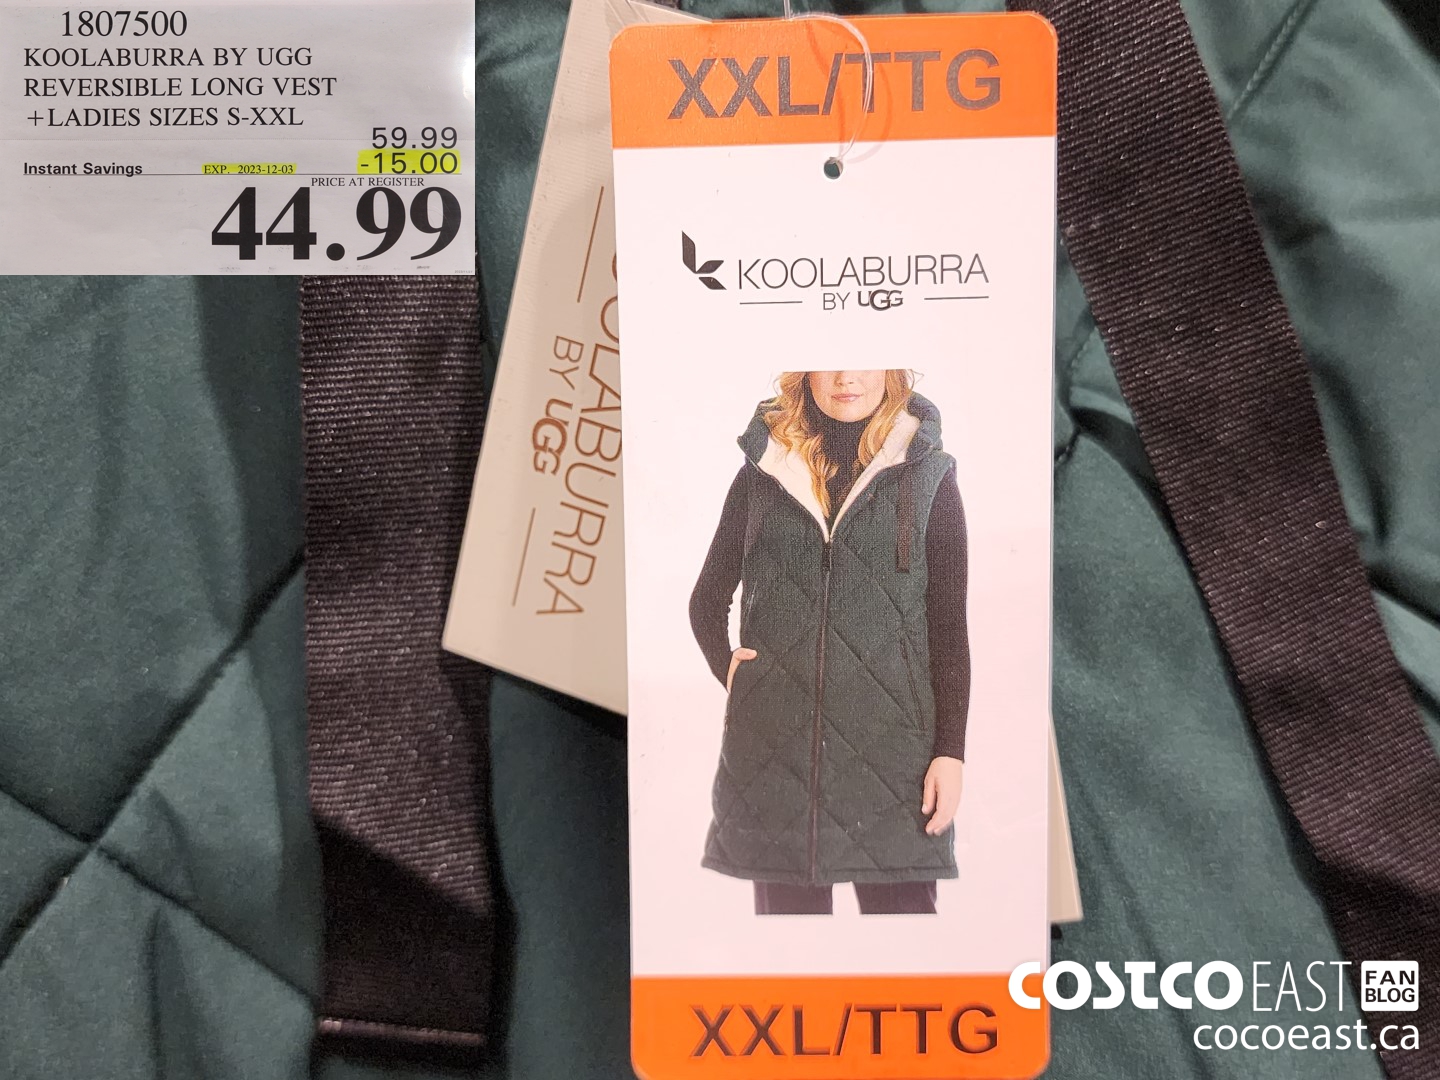 1807500
KOOLABURRA BY UGG
REVERSIBLE LONG VEST
+LADIES SIZES S-XXL
59.99
Instant Savings EXP. 2023-12-03 -15.00
PRICE AT REGISTER
44.99
XXL/TTG
KOOLABURRA
BY UGG
KOOLABURRA
BY UGG
XXL/TTG
COSTCO EAST FAN BLOG
cocoeast.ca